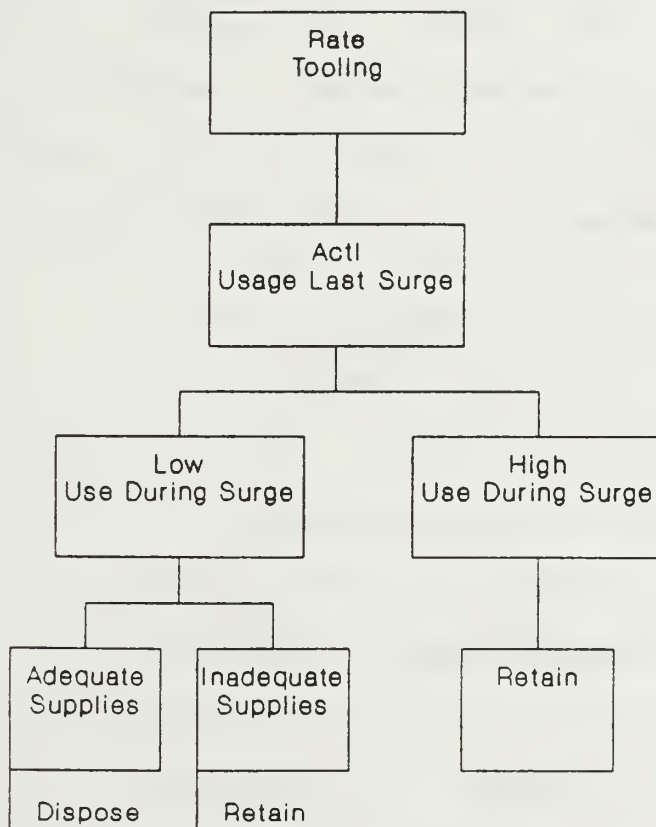 Rate
Tooling
Actl
Usage Last Surge
Low
Use During Surge
High
Use During Surge
Adequate
Supplies
Inadequate
Supplies
Retain
Dispose
Retain